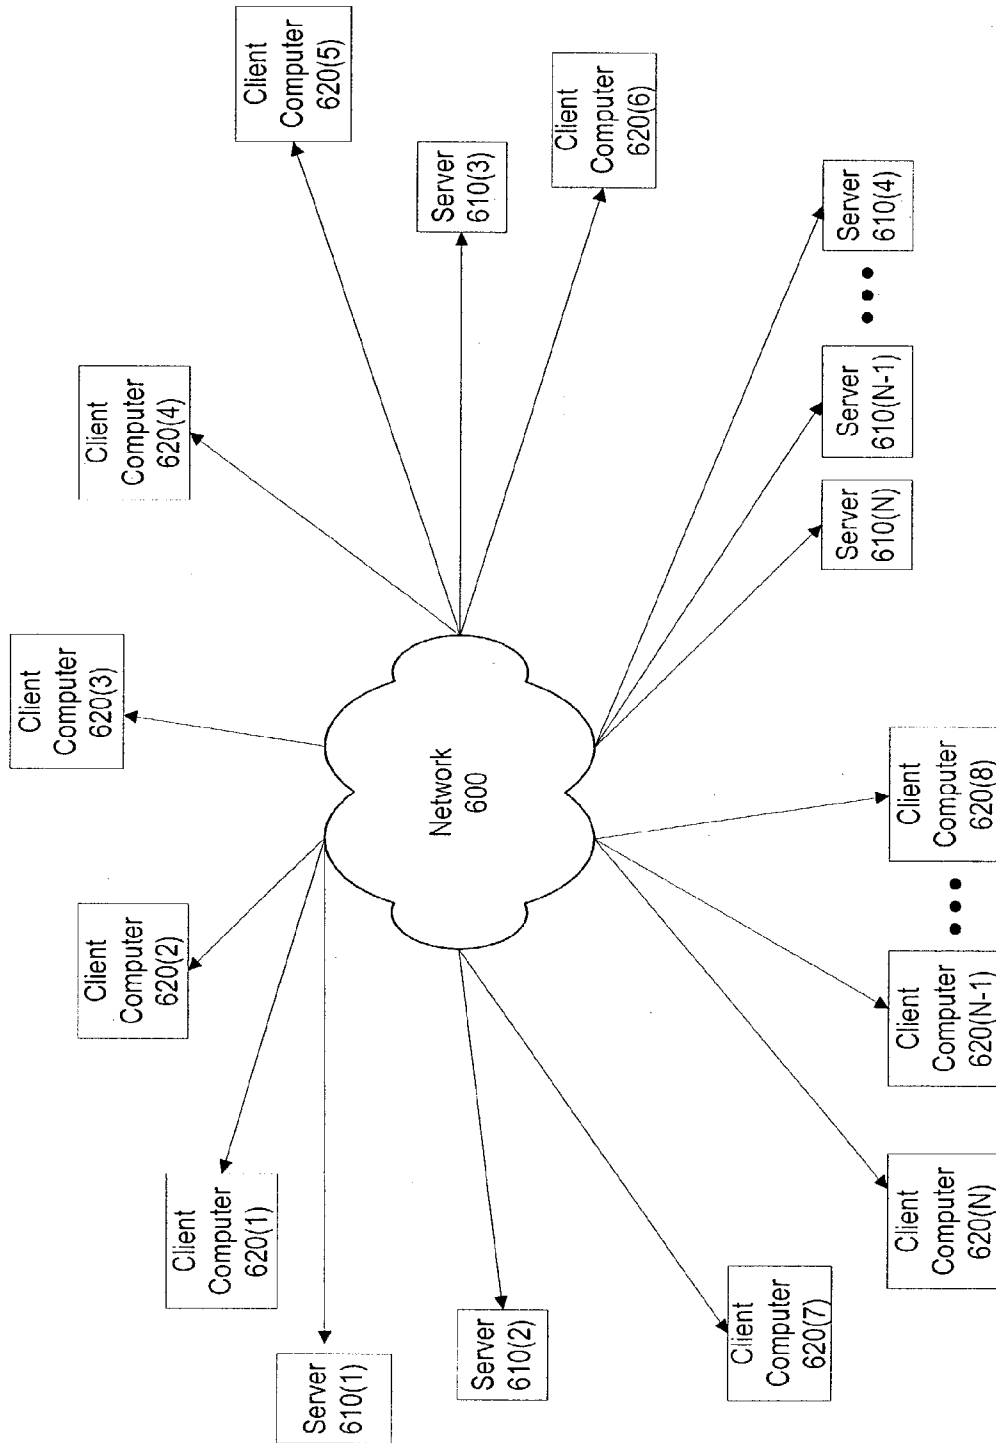 Client
Computer
620(3)
Client
Computer
620(2)
Client
Computer
620(4)
Client
Computer
620(1)
Client
Computer
620(5)
Server
610(1)
Network
600
Server
610(3)
Server
610(2)
Client
Computer
620(6)
Client
Computer
620(7)
Server
610(N)
Server
610(N-1)
Server
610(4)
Client
Computer
620(N)
Client
Computer
620(N-1)
Client
Computer
620(8)